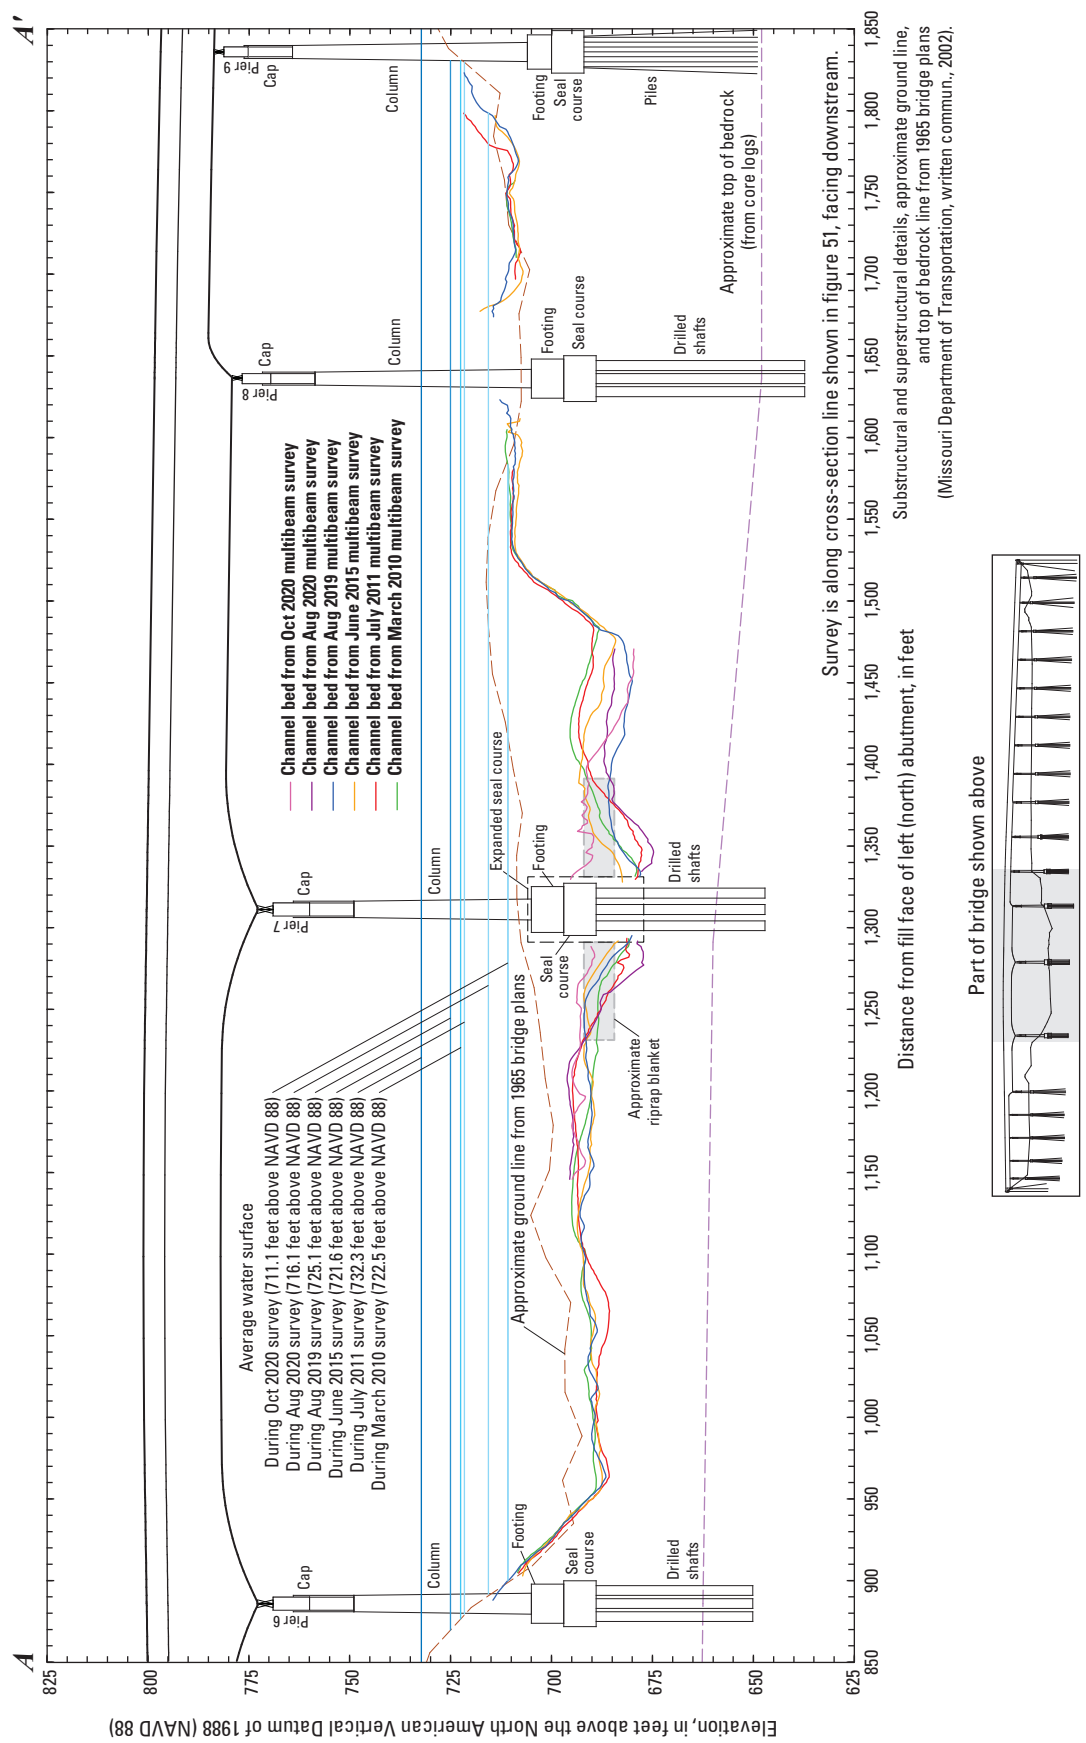 A
A'
Elevation, in feet above the North American Vertical Datum of 1988 (NAVD 88)
825
800
775
750
725
700
675
650
625
Pier 6
Cap
Column
Footing
Seal
course
Drilled
shafts
Average water surface
During Oct 2020 survey (711.1 feet above NAVD 88)
During Aug 2020 survey (716.1 feet above NAVD 88)
During Aug 2019 survey (725.1 feet above NAVD 88)
During June 2015 survey (721.6 feet above NAVD 88)
During July 2011 survey (732.3 feet above NAVD 88)
During March 2010 survey (722.5 feet above NAVD 88)
Approximate ground line from 1965 bridge plans
Approximate
riprap blanket
Pier 7
Cap
Column
Expanded seal course
Footing
Seal
course
Drilled
shafts
Channel bed from Oct 2020 multibeam survey
Channel bed from Aug 2020 multibeam survey
Channel bed from Aug 2019 multibeam survey
Channel bed from June 2015 multibeam survey
Channel bed from July 2011 multibeam survey
Channel bed from March 2010 multibeam survey
Pier 8
Cap
Column
Footing
Seal course
Drilled
shafts
Approximate top of bedrock
(from core logs)
Pier 9
Cap
Column
Footing
Seal
course
Piles
Survey is along cross-section line shown in figure 51, facing downstream.
850
900
950
1,000
1,050
1,100
1,150
1,200
1,250
1,300
1,350
1,400
1,450
1,500
1,550
1,600
1,650
1,700
1,750
1,800
1,850
Distance from fill face of left (north) abutment, in feet
Substructural and superstructural details, approximate ground line,
and top of bedrock line from 1965 bridge plans
(Missouri Department of Transportation, written commun., 2002).
Part of bridge shown above